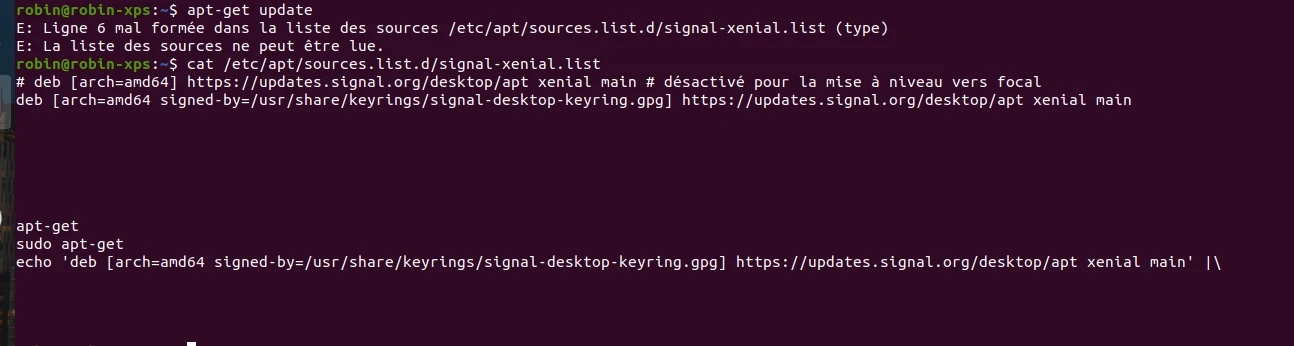 robin@robin-xps:~$ apt-get update
E: Ligne 6 mal formée dans la liste des sources /etc/apt/sources.list.d/signal-xenial.list (type)
E: La liste des sources ne peut être lue.
robin@robin-xps:~$ cat /etc/apt/sources.list.d/signal-xenial.list
# deb [arch=amd64] https://updates.signal.org/desktop/apt xenial main # désactivé pour la mise à niveau vers focal
deb [arch=amd64 signed-by=/usr/share/keyrings/signal-desktop-keyring.gpg] https://updates.signal.org/desktop/apt xenial main
apt-get
sudo apt-get
echo 'deb [arch=amd64 signed-by=/usr/share/keyrings/signal-desktop-keyring.gpg] https://updates.signal.org/desktop/apt xenial main' |\